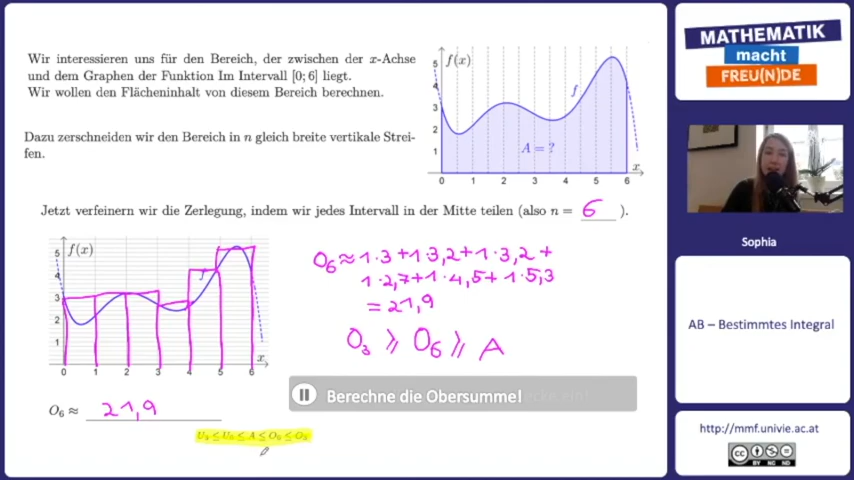 Wir interessieren uns für den Bereich, der zwischen der x-Achse
und dem Graphen der Funktion Im Intervall [0; 6] liegt.
Wir wollen den Flächeninhalt von diesem Bereich berechnen.
Dazu zerschneiden wir den Bereich in n gleich breite vertikale Strei-
fen.
f(x)
5
4
3
2
1
f
A = ?
x
0 1 2 3 4 5 6
Jetzt verfeinern wir die Zerlegung, indem wir jedes Intervall in der Mitte teilen (also n = 6 ).
f(x)
5
4
3
2
1
f
x
0 1 2 3 4 5 6
O₆ ≈ 1·3+1·3,2+1·3,2+
1·2,7+1·4,5+1·5,3
= 21,9
O₃ ⩾ O₆ ⩾ A
Berechne die Obersumme!
O₆ ≈ 21,9
U₃ ≤ U₆ ≤ A ≤ O₆ ≤ O₃
MATHEMATIK
macht
FREU(N)DE
Sophia
AB – Bestimmtes Integral
http://mmf.univie.ac.at
cc BY NC ND